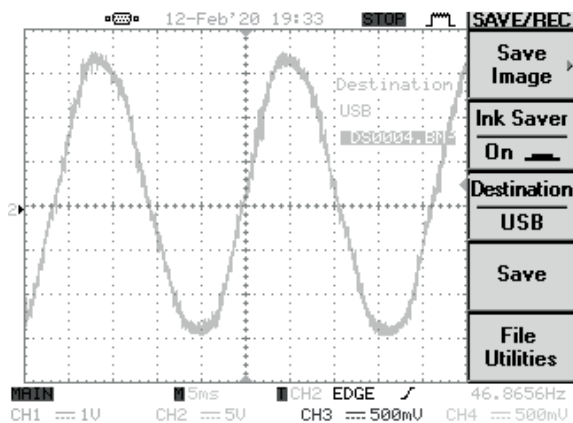 12-Feb'20 19:33 STOP SAVE/REC
Save
Image
Destination
USB
DS0004.BMP
Ink Saver
On
Destination
USB
2
Save
File
Utilities
MAIN M 5ms T CH2 EDGE 46.8656Hz
CH1 1V CH2 5V CH3 500mV CH4 500mV